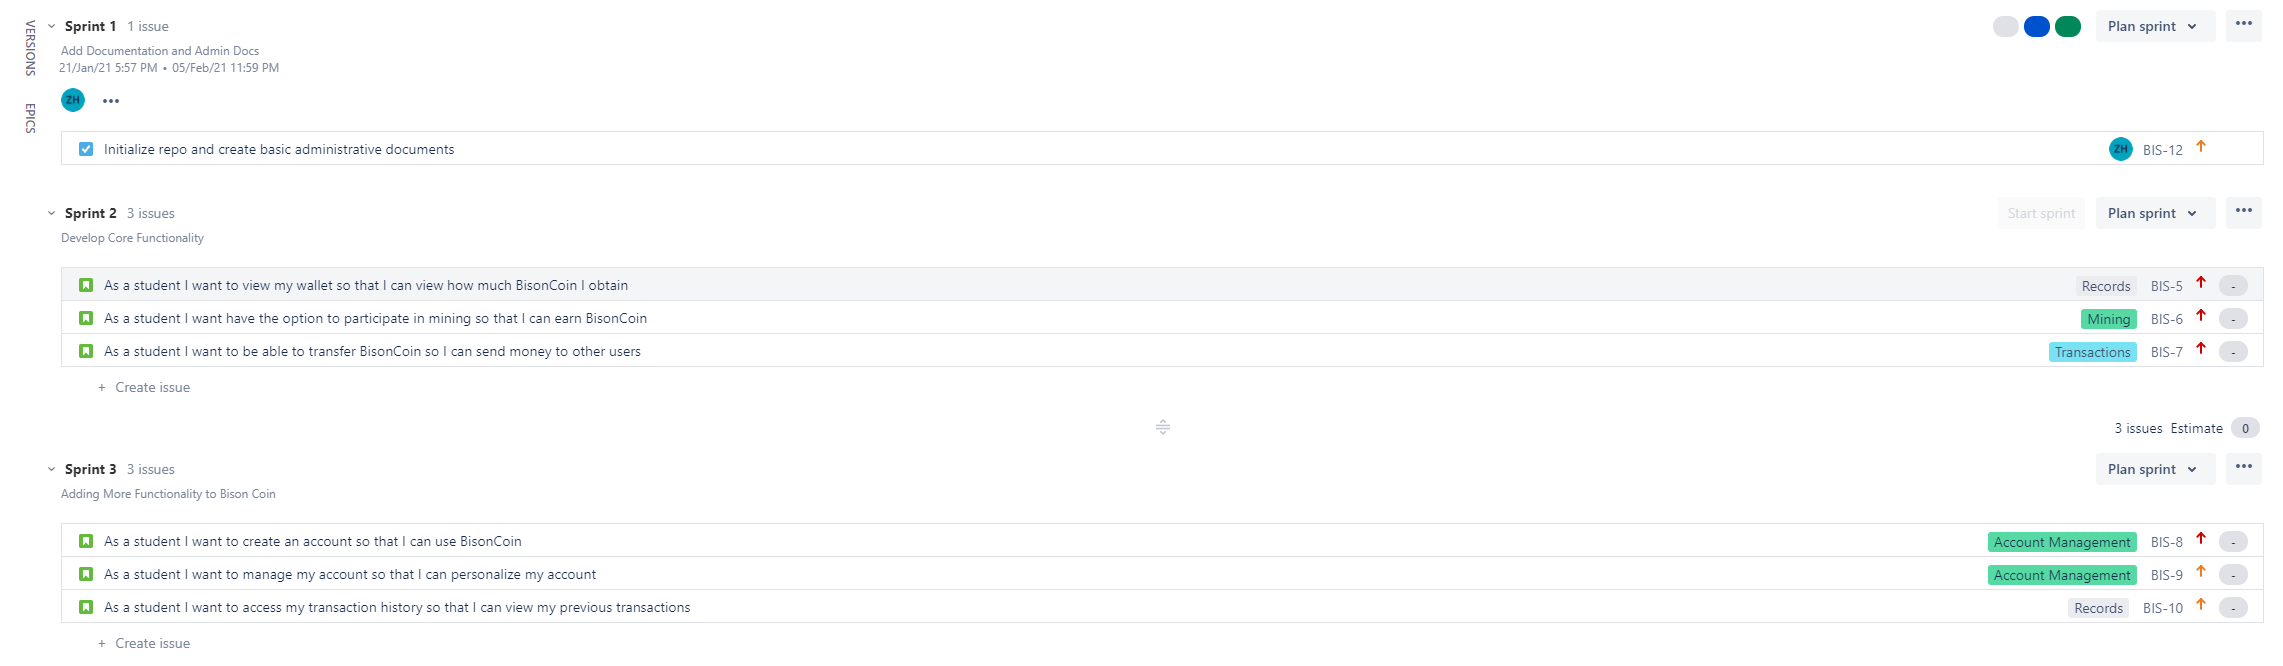 VERSIONS
EPICS
Sprint 1 1 issue Plan sprint •••
Add Documentation and Admin Docs
21/Jan/21 5:57 PM • 05/Feb/21 11:59 PM
ZH •••
Initialize repo and create basic administrative documents ZH BIS-12
Sprint 2 3 issues Start sprint Plan sprint •••
Develop Core Functionality
As a student I want to view my wallet so that I can view how much BisonCoin I obtain Records BIS-5 -
As a student I want have the option to participate in mining so that I can earn BisonCoin Mining BIS-6 -
As a student I want to be able to transfer BisonCoin so I can send money to other users Transactions BIS-7 -
+ Create issue
3 issues Estimate 0
Sprint 3 3 issues Plan sprint •••
Adding More Functionality to Bison Coin
As a student I want to create an account so that I can use BisonCoin Account Management BIS-8 -
As a student I want to manage my account so that I can personalize my account Account Management BIS-9 -
As a student I want to access my transaction history so that I can view my previous transactions Records BIS-10 -
+ Create issue